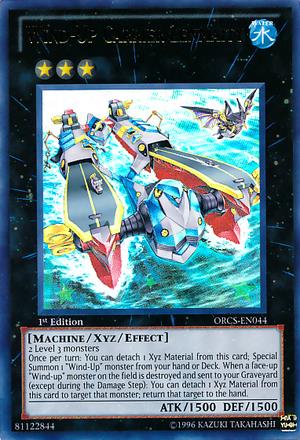 WIND-UP CARRIER ZENMAITY
WATER
水
1st Edition
ORCS-EN044
[MACHINE/XYZ/EFFECT]
2 Level 3 monsters
Once per turn: You can detach 1 Xyz Material from this card; Special
Summon 1 "Wind-Up" monster from your hand or Deck. When a face-up
"Wind-Up" monster on the field is destroyed and sent to your Graveyard
(except during the Damage Step): You can attach 1 Xyz Material from
this card to target that monster; return that target to the hand.
ATK/1500 DEF/1500
81122844
©1996 KAZUKI TAKAHASHI